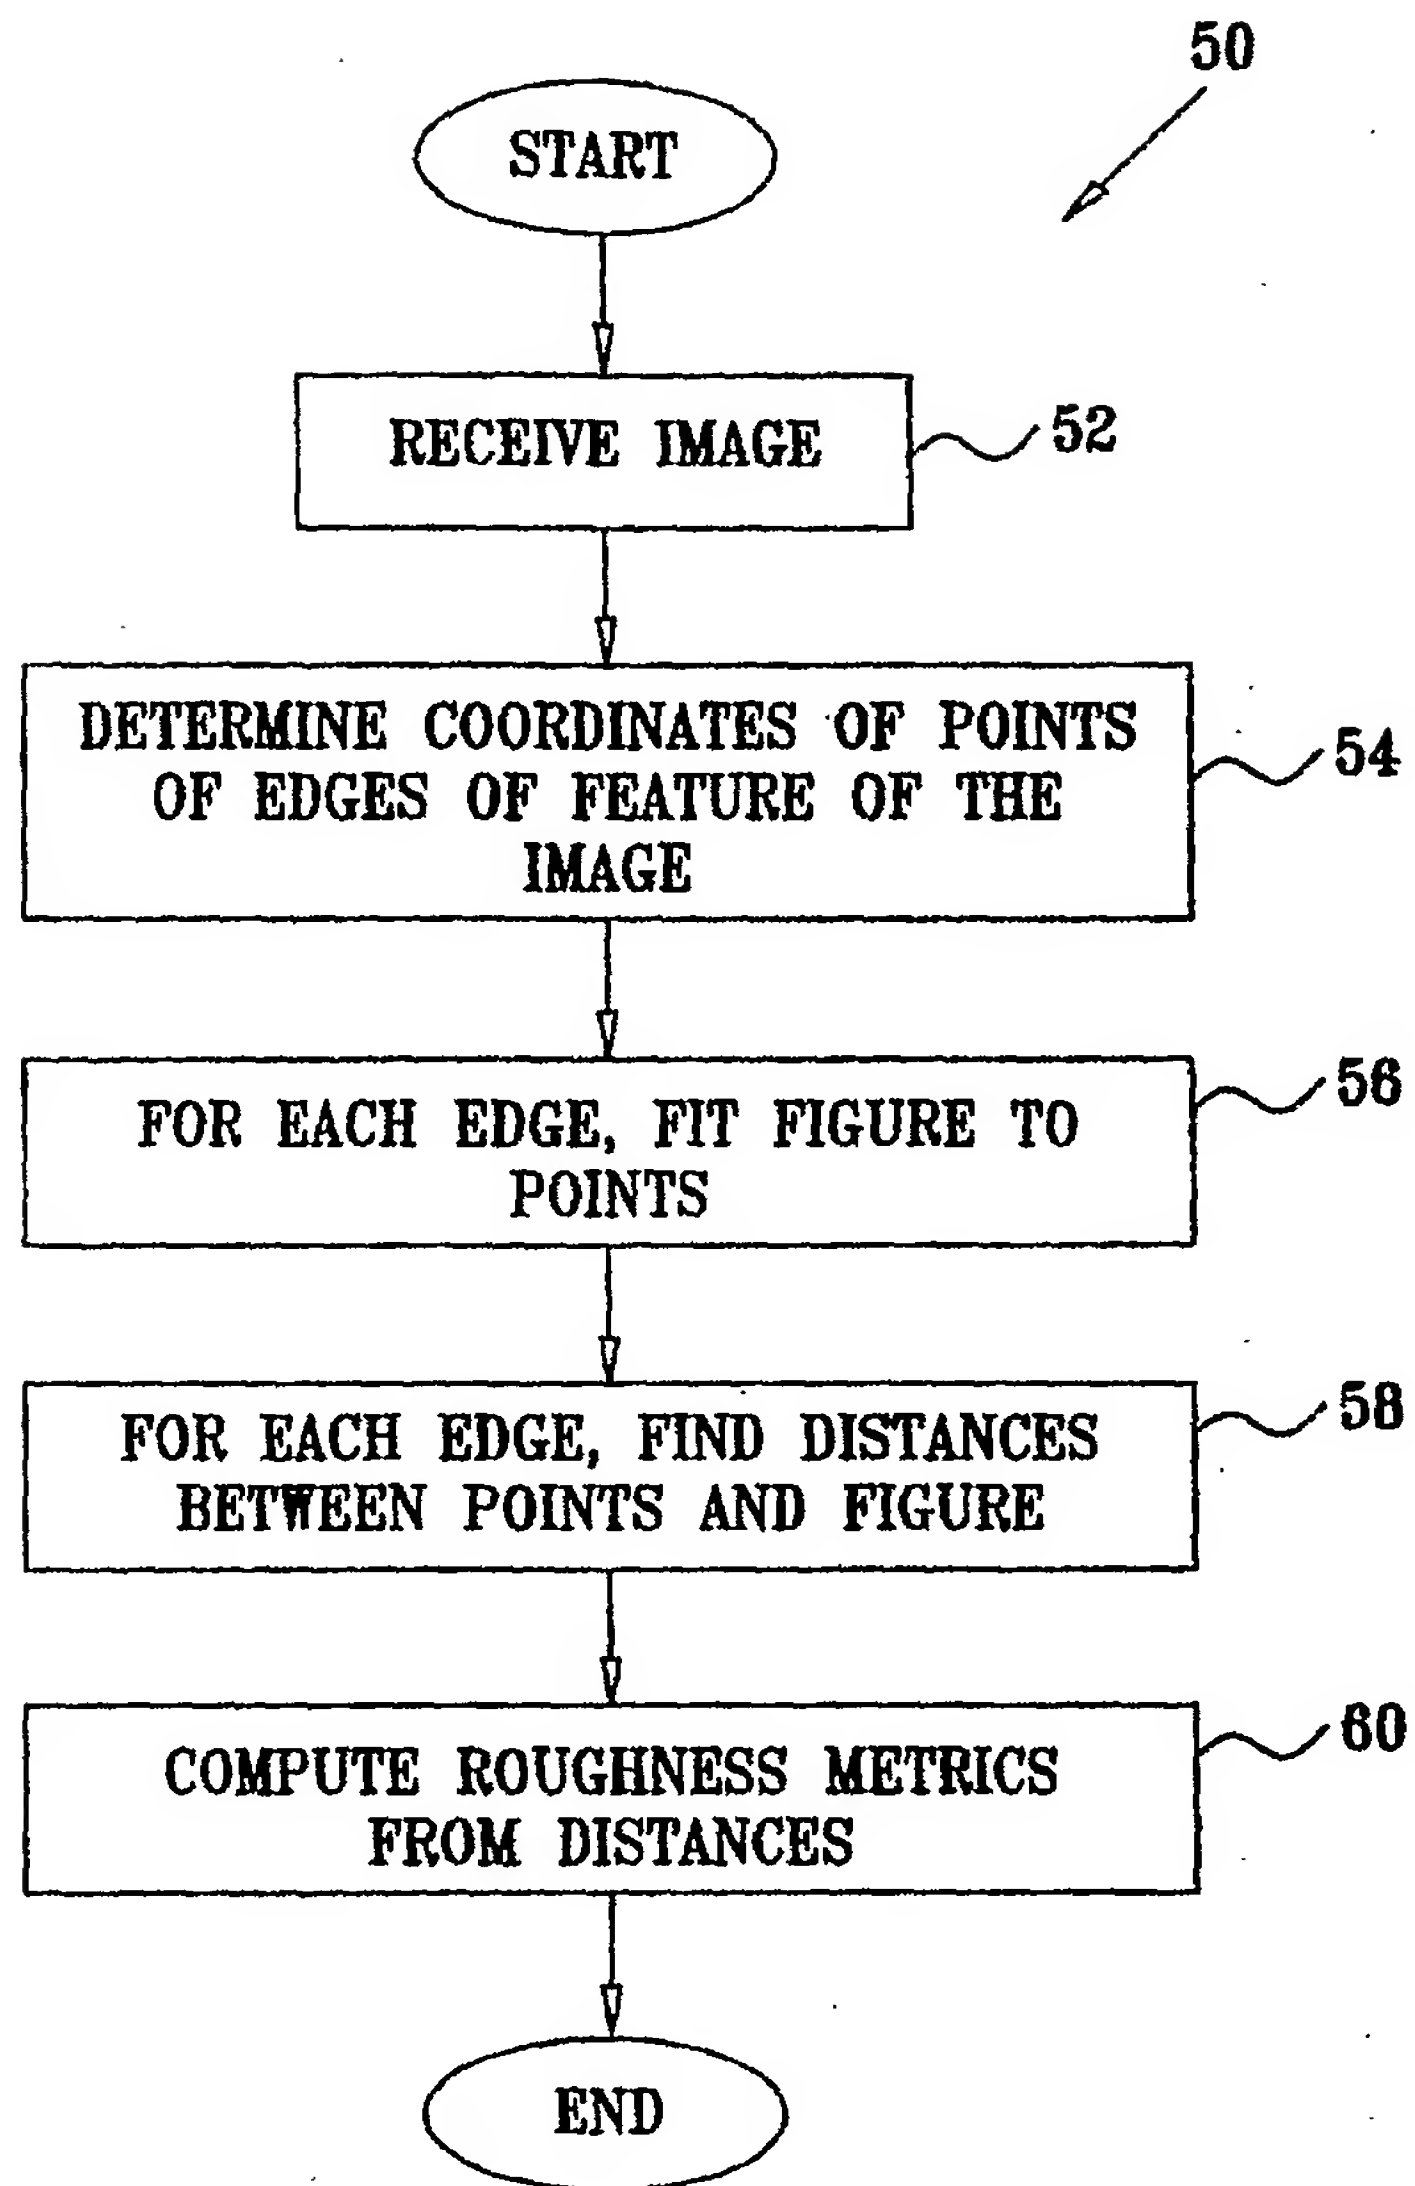 50
START
RECEIVE IMAGE
52
DETERMINE COORDINATES OF POINTS
OF EDGES OF FEATURE OF THE
IMAGE
54
FOR EACH EDGE, FIT FIGURE TO
POINTS
56
FOR EACH EDGE, FIND DISTANCES
BETWEEN POINTS AND FIGURE
58
COMPUTE ROUGHNESS METRICS
FROM DISTANCES
60
END